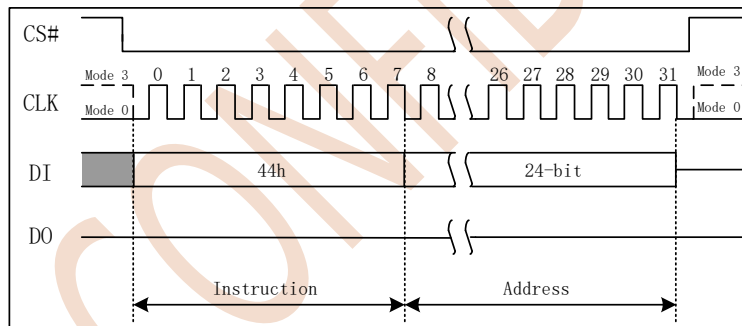 CS#
Mode 3 0 1 2 3 4 5 6 7 8 26 27 28 29 30 31 Mode 3
CLK
Mode 0 Mode 0
DI 44h 24-bit
DO
Instruction Address